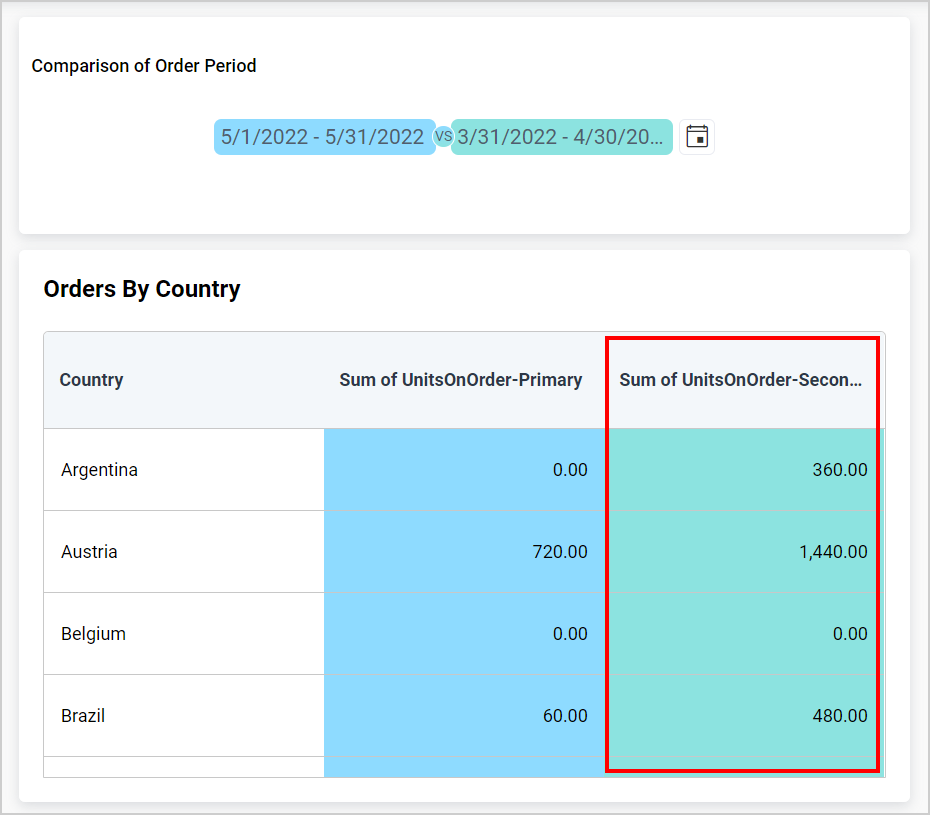 Comparison of Order Period
5/1/2022 - 5/31/2022 VS 3/31/2022 - 4/30/20...
Orders By Country
Country Sum of UnitsOnOrder-Primary Sum of UnitsOnOrder-Secon...
Argentina 0.00 360.00
Austria 720.00 1,440.00
Belgium 0.00 0.00
Brazil 60.00 480.00